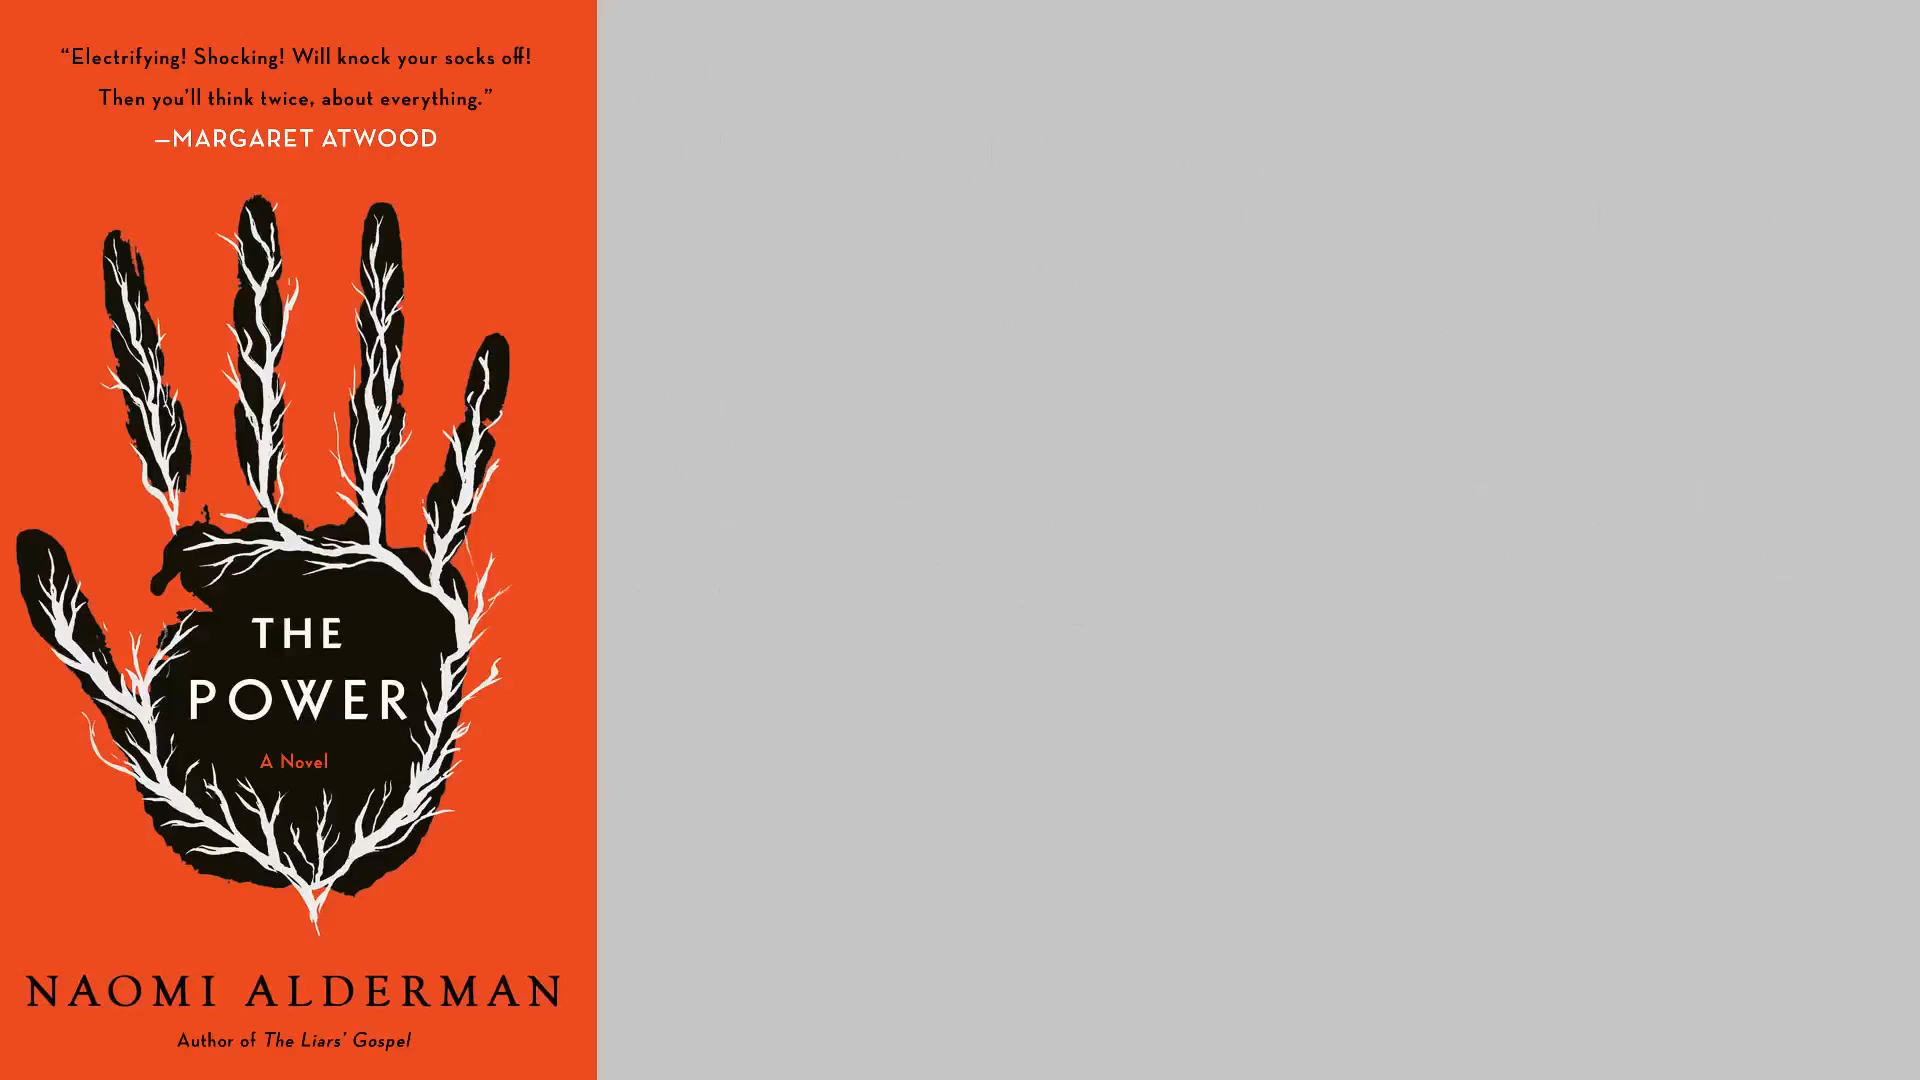 “Electrifying! Shocking! Will knock your socks off!
Then you’ll think twice, about everything.”
—MARGARET ATWOOD
THE
POWER
A Novel
NAOMI ALDERMAN
Author of The Liars’ Gospel